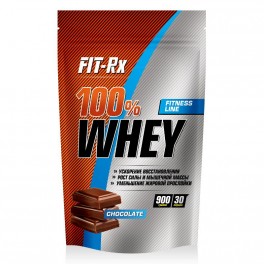 FIT-Rx
100%
WHEY
FITNESS
LINE
УСКОРЕНИЕ ВОССТАНОВЛЕНИЯ
РОСТ СИЛЫ И МЫШЕЧНОЙ МАССЫ
УМЕНЬШЕНИЕ ЖИРОВОЙ ПРОСЛОЙКИ
CHOCOLATE
900 30